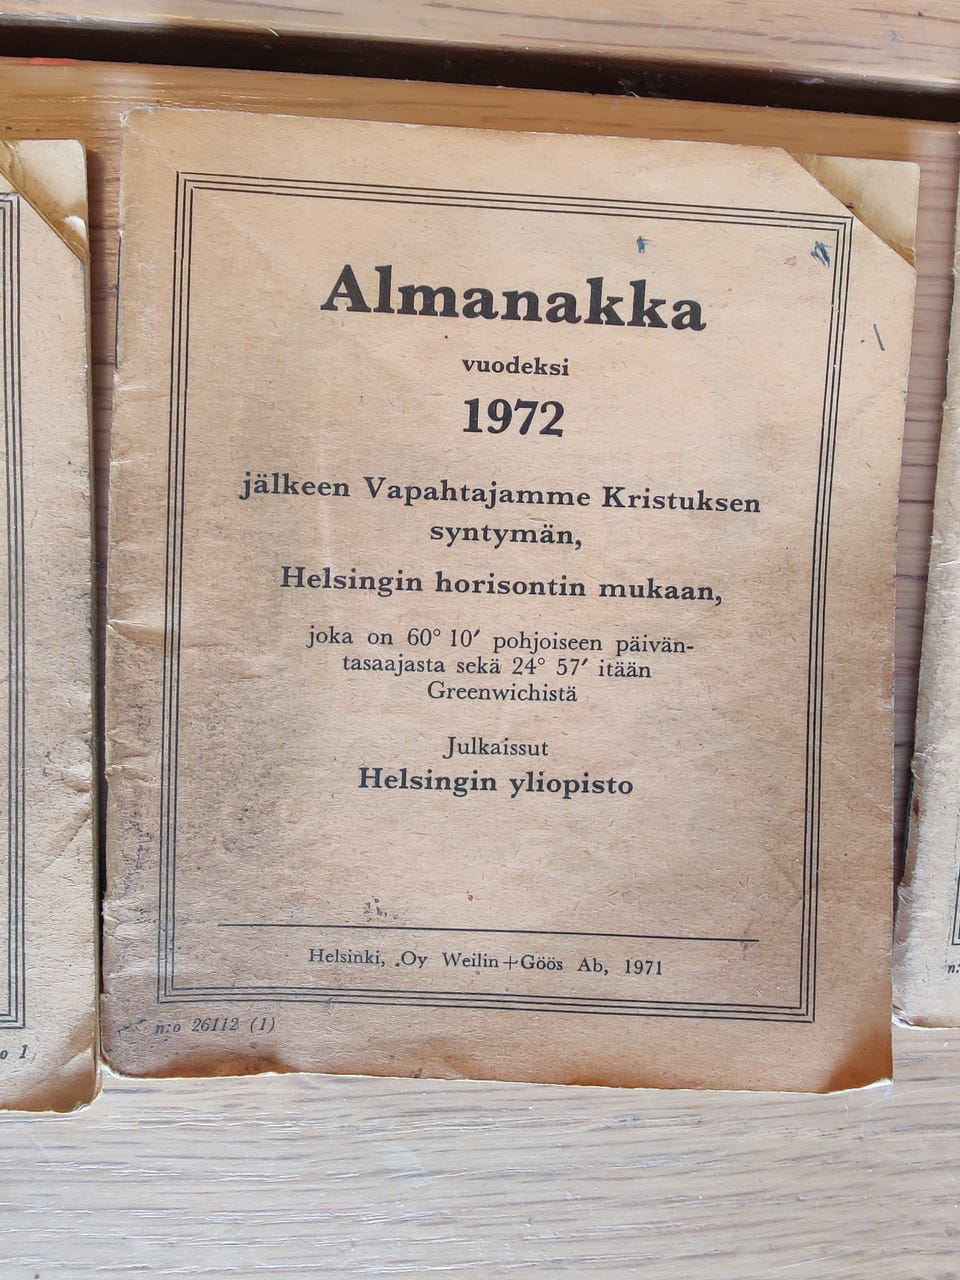 Almanakka
vuodeksi
1972
jälkeen Vapahtajamme Kristuksen
syntymän,
Helsingin horisontin mukaan,
joka on 60° 10′ pohjoiseen päivän-
tasaajasta sekä 24° 57′ itään
Greenwichistä
Julkaissut
Helsingin yliopisto
Helsinki, Oy Weilin+Göös Ab, 1971
n:o 26112 (1)
o 1
n: